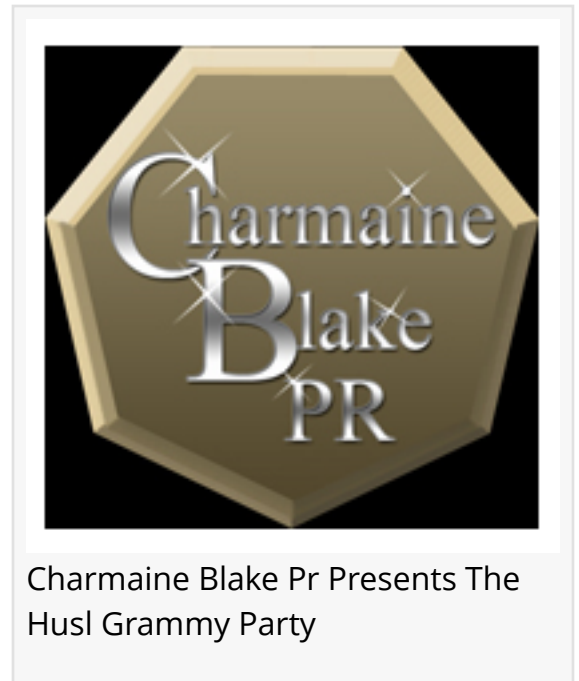 Charmaine
Blake
PR
Charmaine Blake Pr Presents The
Husl Grammy Party